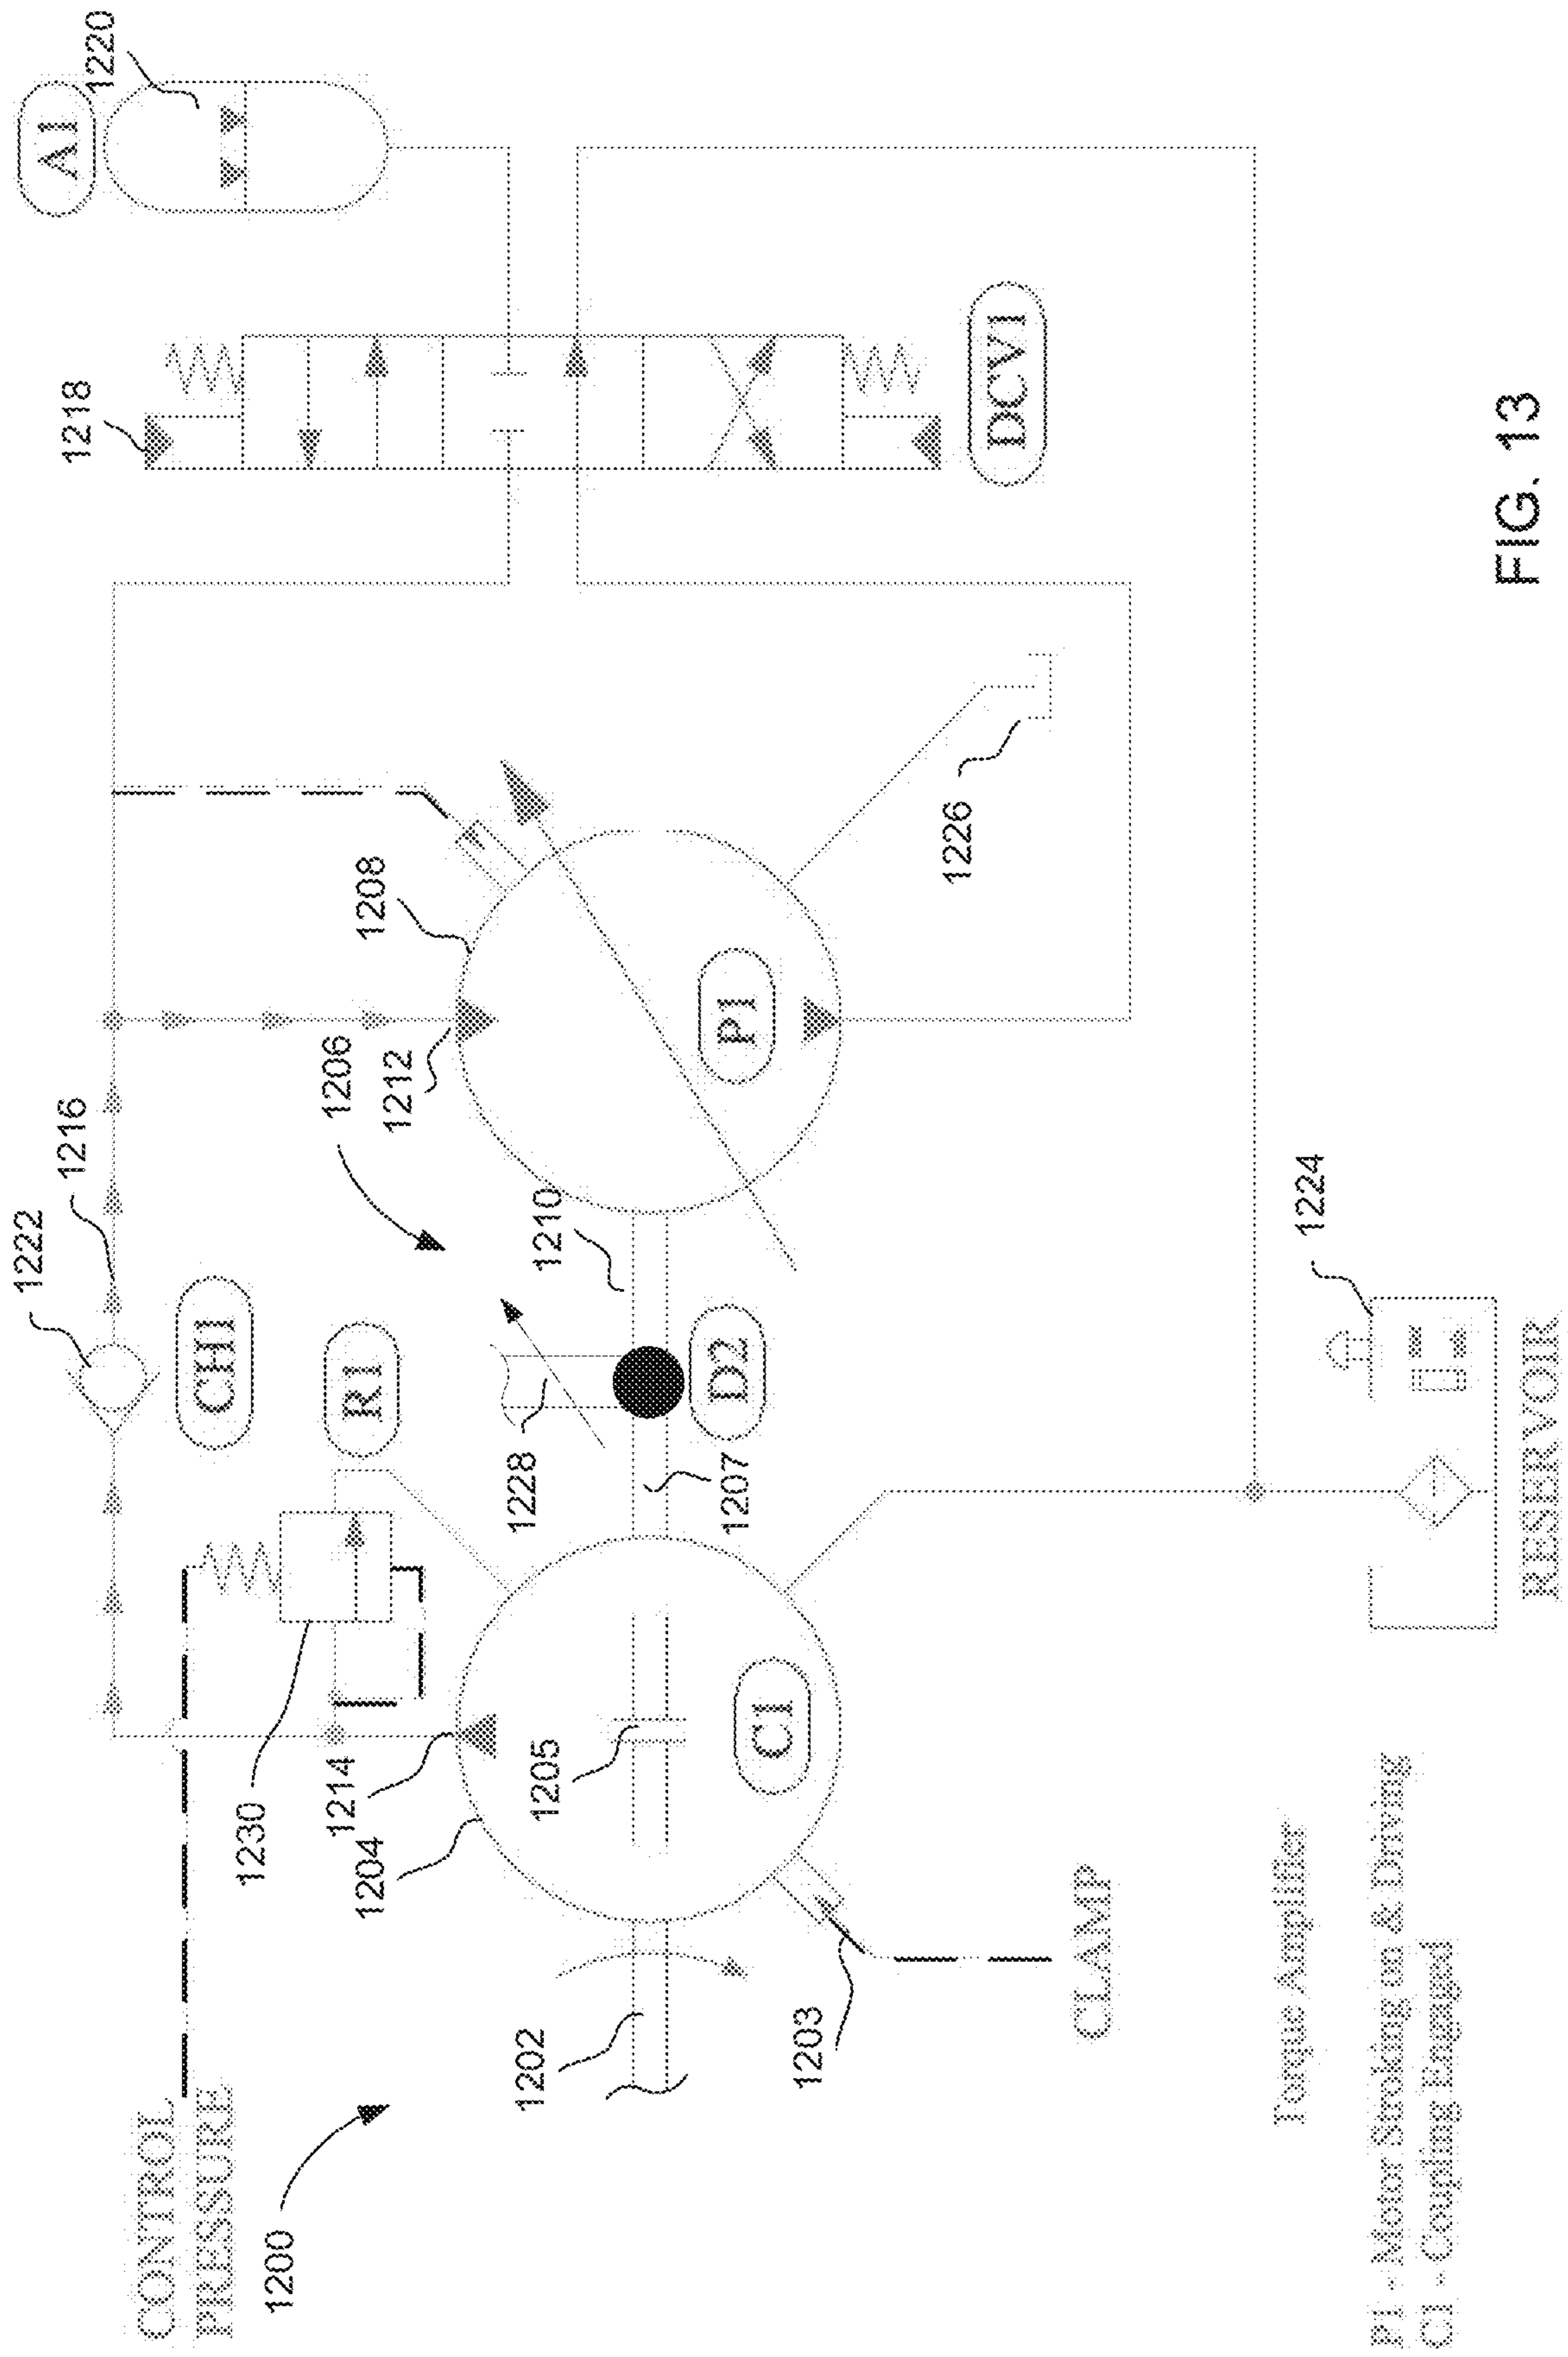 CONTROL
PRESSURE
1200
1202
1203
CLAMP
1204
1214
1230
1205
C1
R1
1207
1228
D2
1222
CH1
1216
1210
1206
1212
1208
P1
1226
1218
DCV1
A1
1220
1224
RESERVOIR
Torque Amplifier
P1 - Motor Stroking on & Driving
C1 - Coupling Engaged
FIG. 13